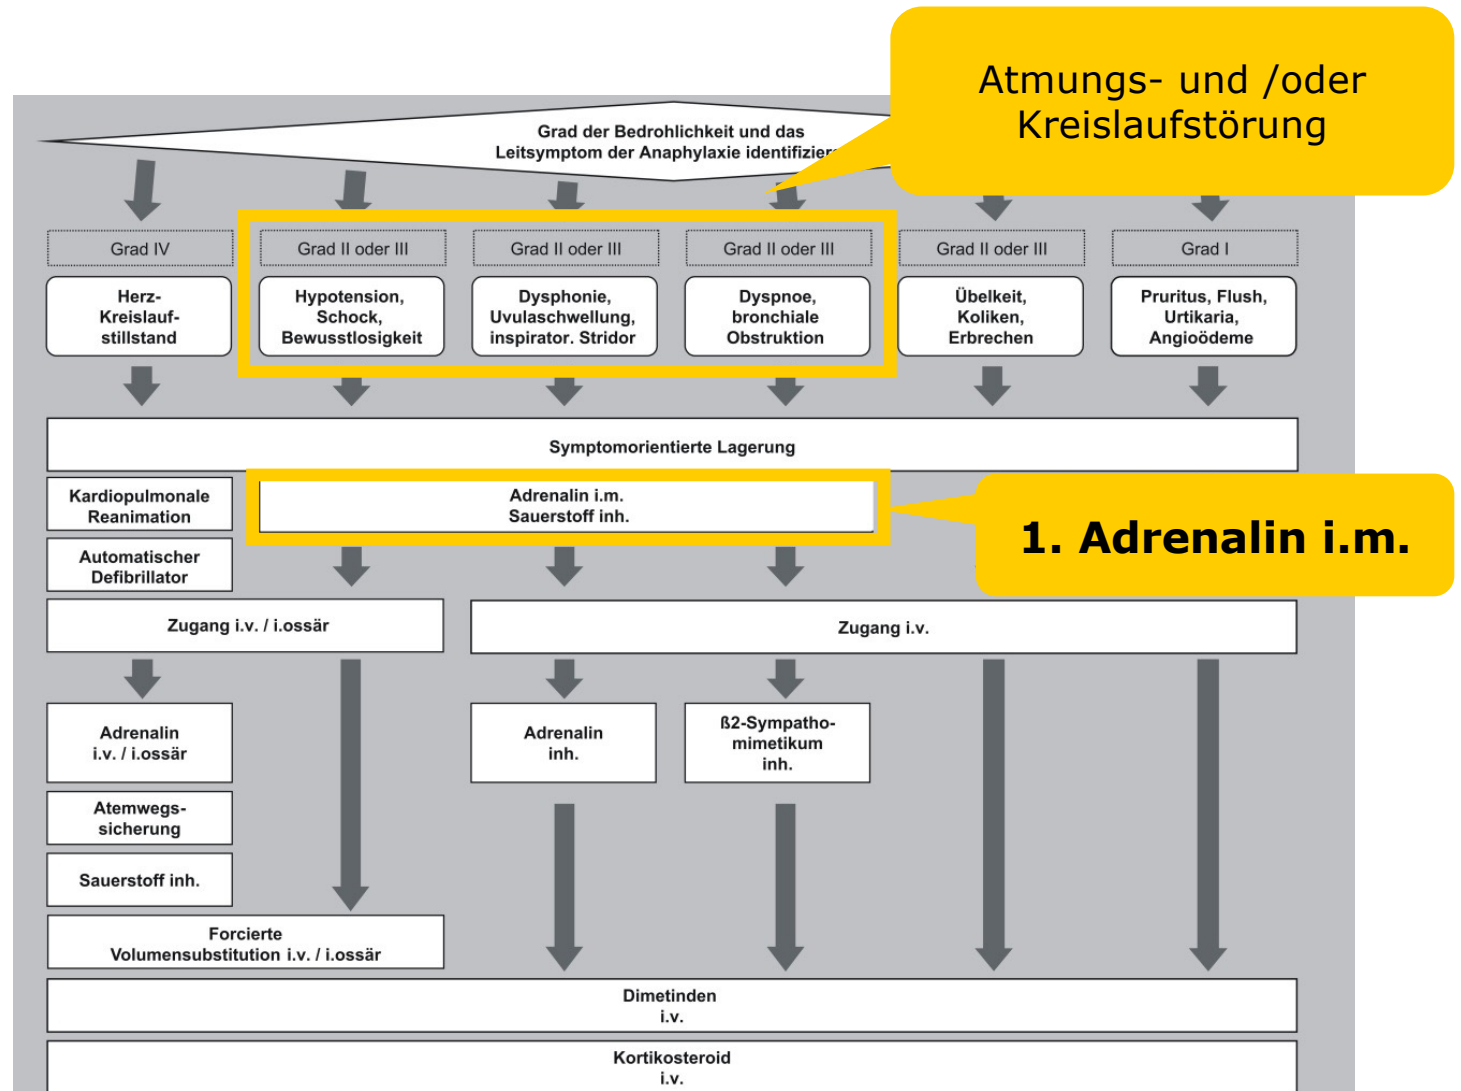 Atmungs- und /oder
Kreislaufstörung
Grad der Bedrohlichkeit und das
Leitsymptom der Anaphylaxie
Grad IV
Grad II oder III
Grad II oder III
Grad II oder III
Grad II oder III
Grad I
Herz-
Kreislauf-
stillstand
Hypotension,
Schock,
Bewusstlosigkeit
Dysphonie,
Uvulaschwellung,
inspirator. Stridor
Dyspnoe,
bronchiale
Obstruktion
Übelkeit,
Koliken,
Erbrechen
Pruritus, Flush,
Urtikaria,
Angioödeme
Symptomorientierte Lagerung
Kardiopulmonale
Reanimation
Adrenalin i.m.
Sauerstoff inh.
1. Adrenalin i.m.
Automatischer
Defibrillator
Zugang i.v. / i.ossär
Zugang i.v.
Adrenalin
i.v. / i.ossär
Adrenalin
inh.
ß2-Sympatho-
mimetikum
inh.
Atemwegs-
sicherung
Sauerstoff inh.
Forcierte
Volumensubstitution i.v. / i.ossär
Dimetinden
i.v.
Kortikosteroid
i.v.